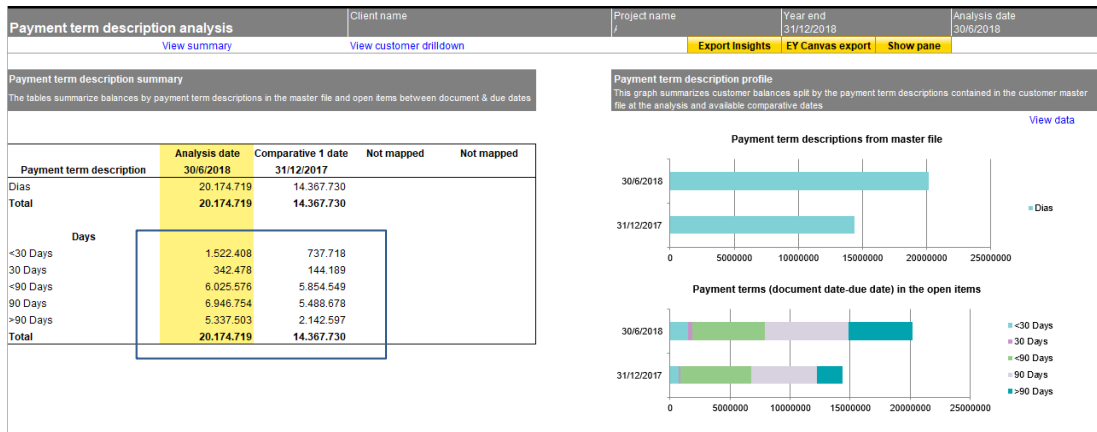 Payment term description analysis
Client name
Project name
/
Year end
31/12/2018
Analysis date
30/6/2018
View summary
View customer drilldown
Export Insights
EY Canvas export
Show pane
Payment term description summary
The tables summarize balances by payment term descriptions in the master file and open items between document & due dates
Payment term description profile
This graph summarizes customer balances split by the payment term descriptions contained in the customer master
file at the analysis and available comparative dates
View data
Analysis date Comparative 1 date Not mapped Not mapped
Payment term description 30/6/2018 31/12/2017
Dias 20.174.719 14.367.730
Total 20.174.719 14.367.730
Days
<30 Days 1.522.408 737.718
30 Days 342.478 144.189
<90 Days 6.025.576 5.854.549
90 Days 6.946.754 5.488.678
>90 Days 5.337.503 2.142.597
Total 20.174.719 14.367.730
Payment term descriptions from master file
30/6/2018
31/12/2017
0 5000000 10000000 15000000 20000000 25000000
Dias
Payment terms (document date-due date) in the open items
30/6/2018
31/12/2017
0 5000000 10000000 15000000 20000000 25000000
<30 Days
30 Days
<90 Days
90 Days
>90 Days